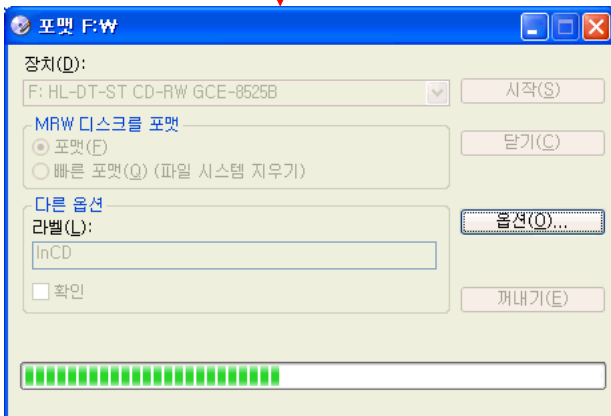 포맷 F:₩
장치(D):
F: HL-DT-ST CD-RW GCE-8525B
시작(S)
MRW 디스크를 포맷
포맷(F)
닫기(C)
빠른 포맷(Q) (파일 시스템 지우기)
다른 옵션
라벨(L):
옵션(O)...
InCD
확인
꺼내기(E)